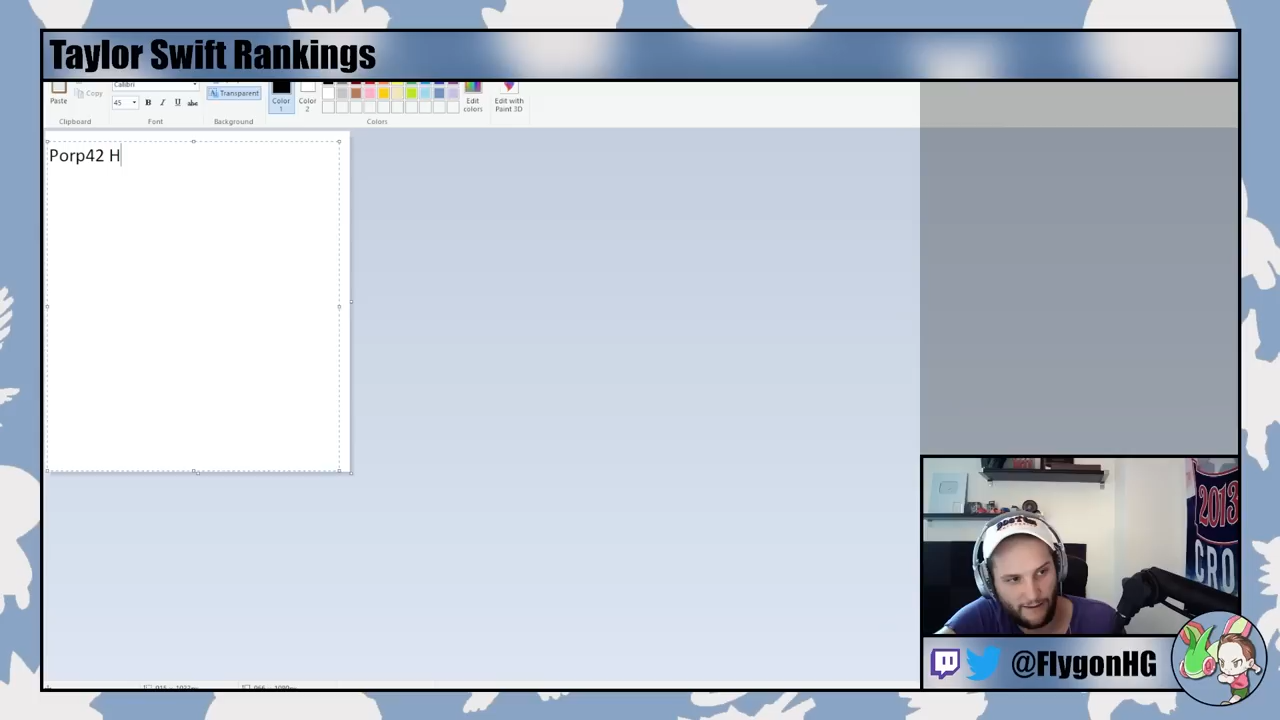 Taylor Swift Rankings
Calibri
Paste
Copy
45
B
I
U
abc
Transparent
Color
1
Color
2
Edit
colors
Edit with
Paint 3D
Clipboard
Font
Background
Colors
Porp42 H
2013
CRO
@FlygonHG